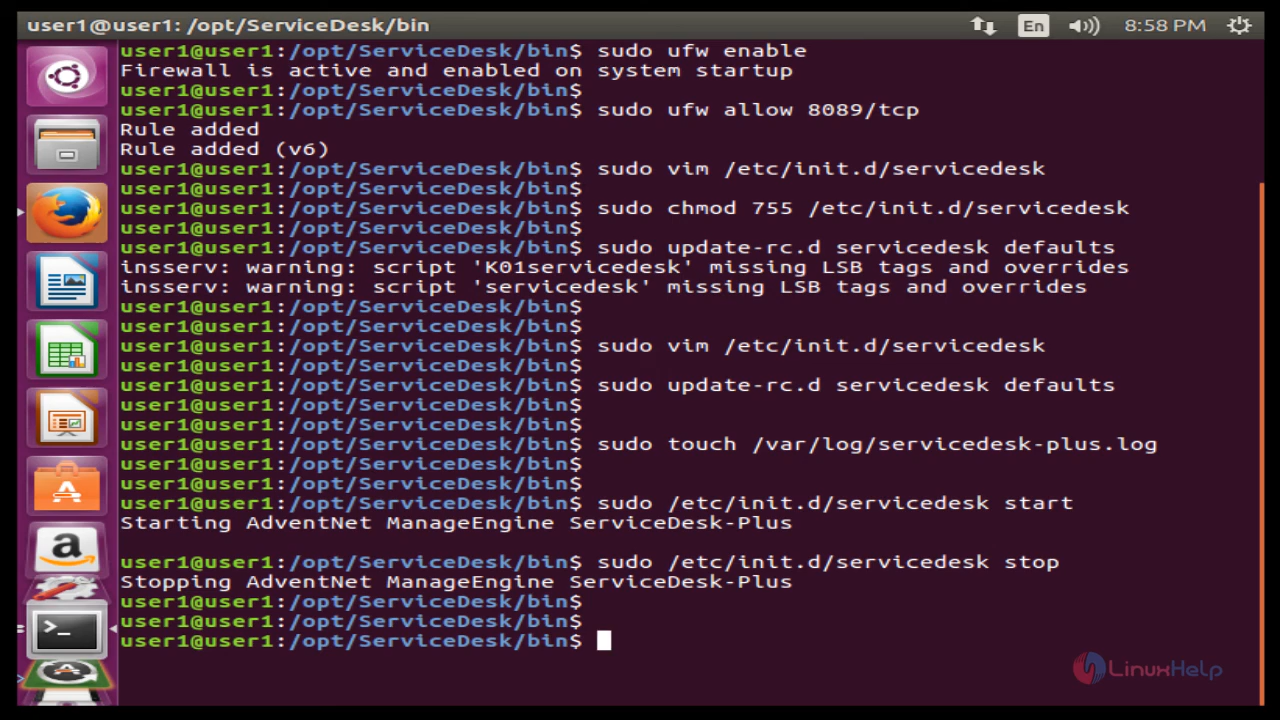 user1@user1: /opt/ServiceDesk/bin
En
8:58 PM
user1@user1:/opt/ServiceDesk/bin$ sudo ufw enable
Firewall is active and enabled on system startup
user1@user1:/opt/ServiceDesk/bin$
user1@user1:/opt/ServiceDesk/bin$ sudo ufw allow 8089/tcp
Rule added
Rule added (v6)
user1@user1:/opt/ServiceDesk/bin$ sudo vim /etc/init.d/servicedesk
user1@user1:/opt/ServiceDesk/bin$
user1@user1:/opt/ServiceDesk/bin$ sudo chmod 755 /etc/init.d/servicedesk
user1@user1:/opt/ServiceDesk/bin$
user1@user1:/opt/ServiceDesk/bin$ sudo update-rc.d servicedesk defaults
insserv: warning: script 'K01servicedesk' missing LSB tags and overrides
insserv: warning: script 'servicedesk' missing LSB tags and overrides
user1@user1:/opt/ServiceDesk/bin$
user1@user1:/opt/ServiceDesk/bin$
user1@user1:/opt/ServiceDesk/bin$ sudo vim /etc/init.d/servicedesk
user1@user1:/opt/ServiceDesk/bin$
user1@user1:/opt/ServiceDesk/bin$ sudo update-rc.d servicedesk defaults
user1@user1:/opt/ServiceDesk/bin$
user1@user1:/opt/ServiceDesk/bin$
user1@user1:/opt/ServiceDesk/bin$ sudo touch /var/log/servicedesk-plus.log
user1@user1:/opt/ServiceDesk/bin$
user1@user1:/opt/ServiceDesk/bin$
user1@user1:/opt/ServiceDesk/bin$ sudo /etc/init.d/servicedesk start
Starting AdventNet ManageEngine ServiceDesk-Plus
user1@user1:/opt/ServiceDesk/bin$ sudo /etc/init.d/servicedesk stop
Stopping AdventNet ManageEngine ServiceDesk-Plus
user1@user1:/opt/ServiceDesk/bin$
user1@user1:/opt/ServiceDesk/bin$
user1@user1:/opt/ServiceDesk/bin$
LinuxHelp